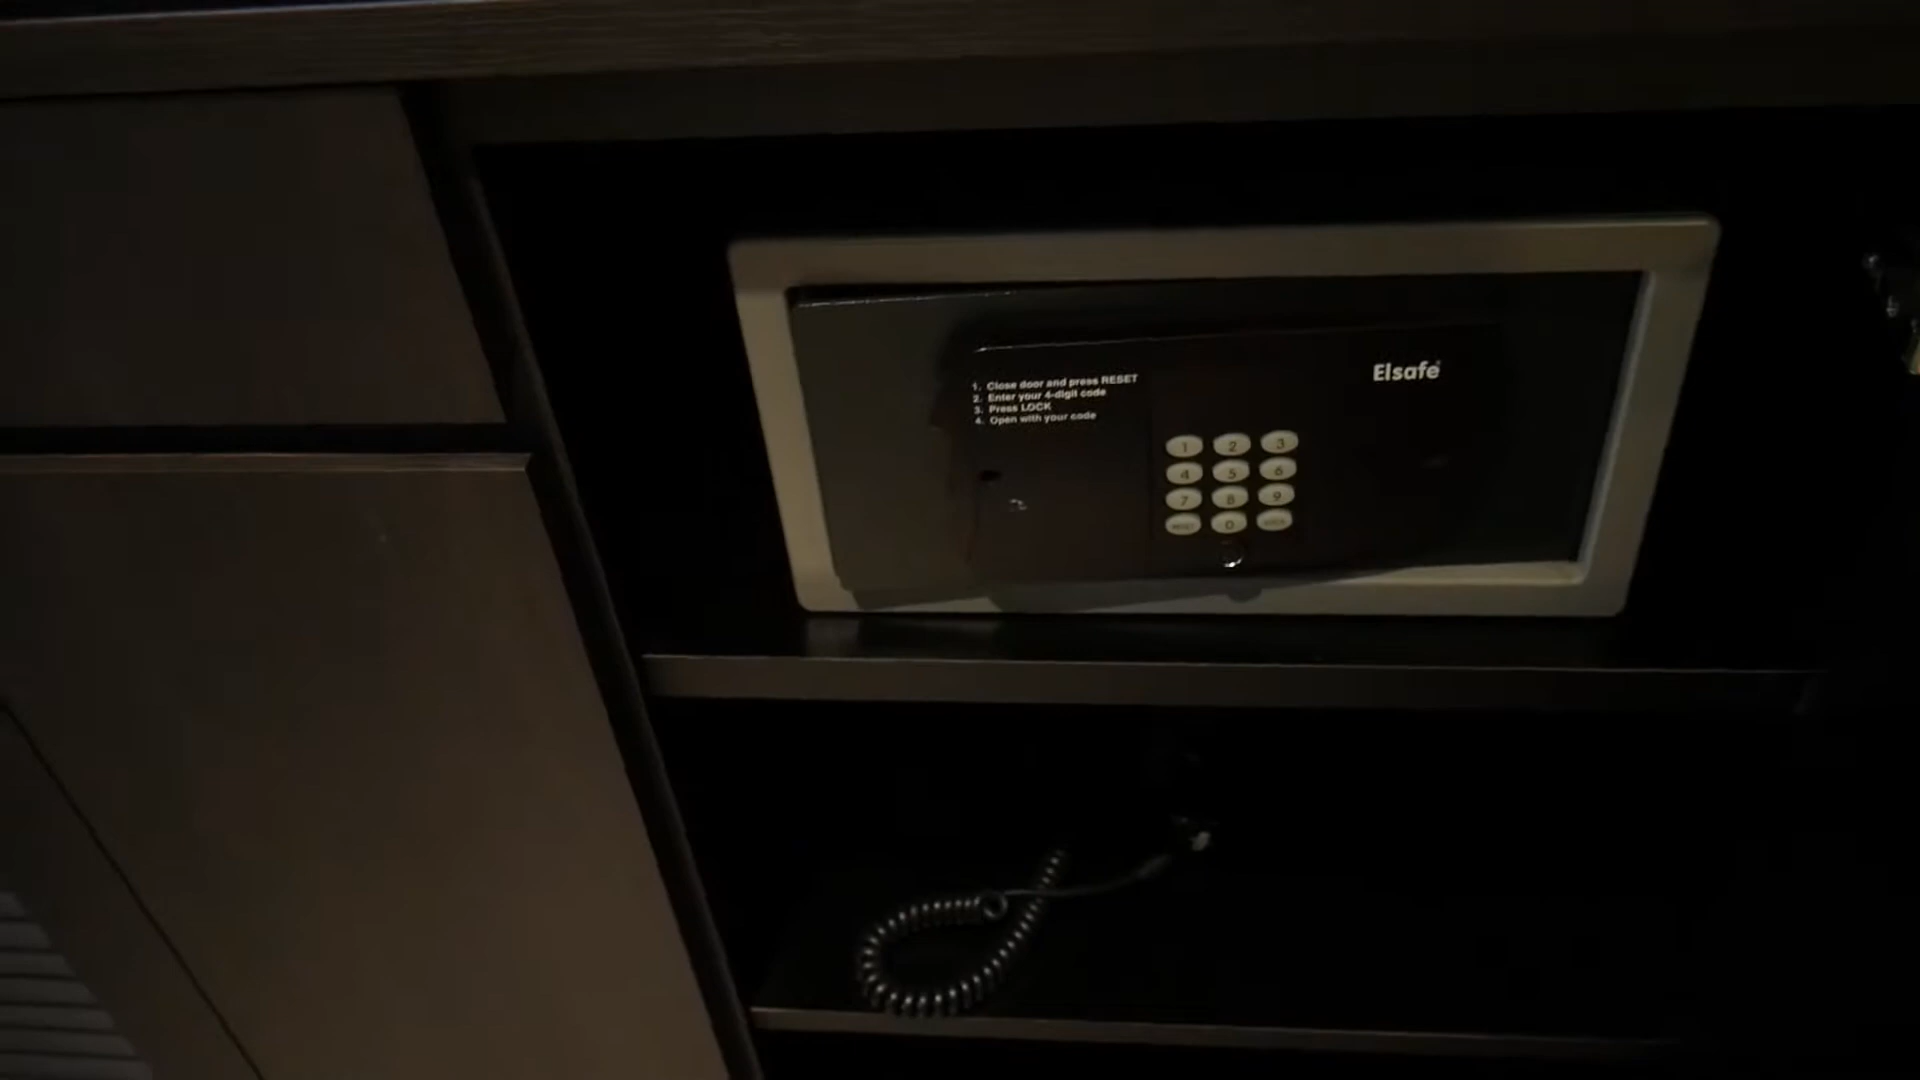 Elsafe
1. Close door and press RESET
2. Enter your 4-digit code
3. Press LOCK
4. Open with your code
1 2 3
4 5 6
7 8 9
0